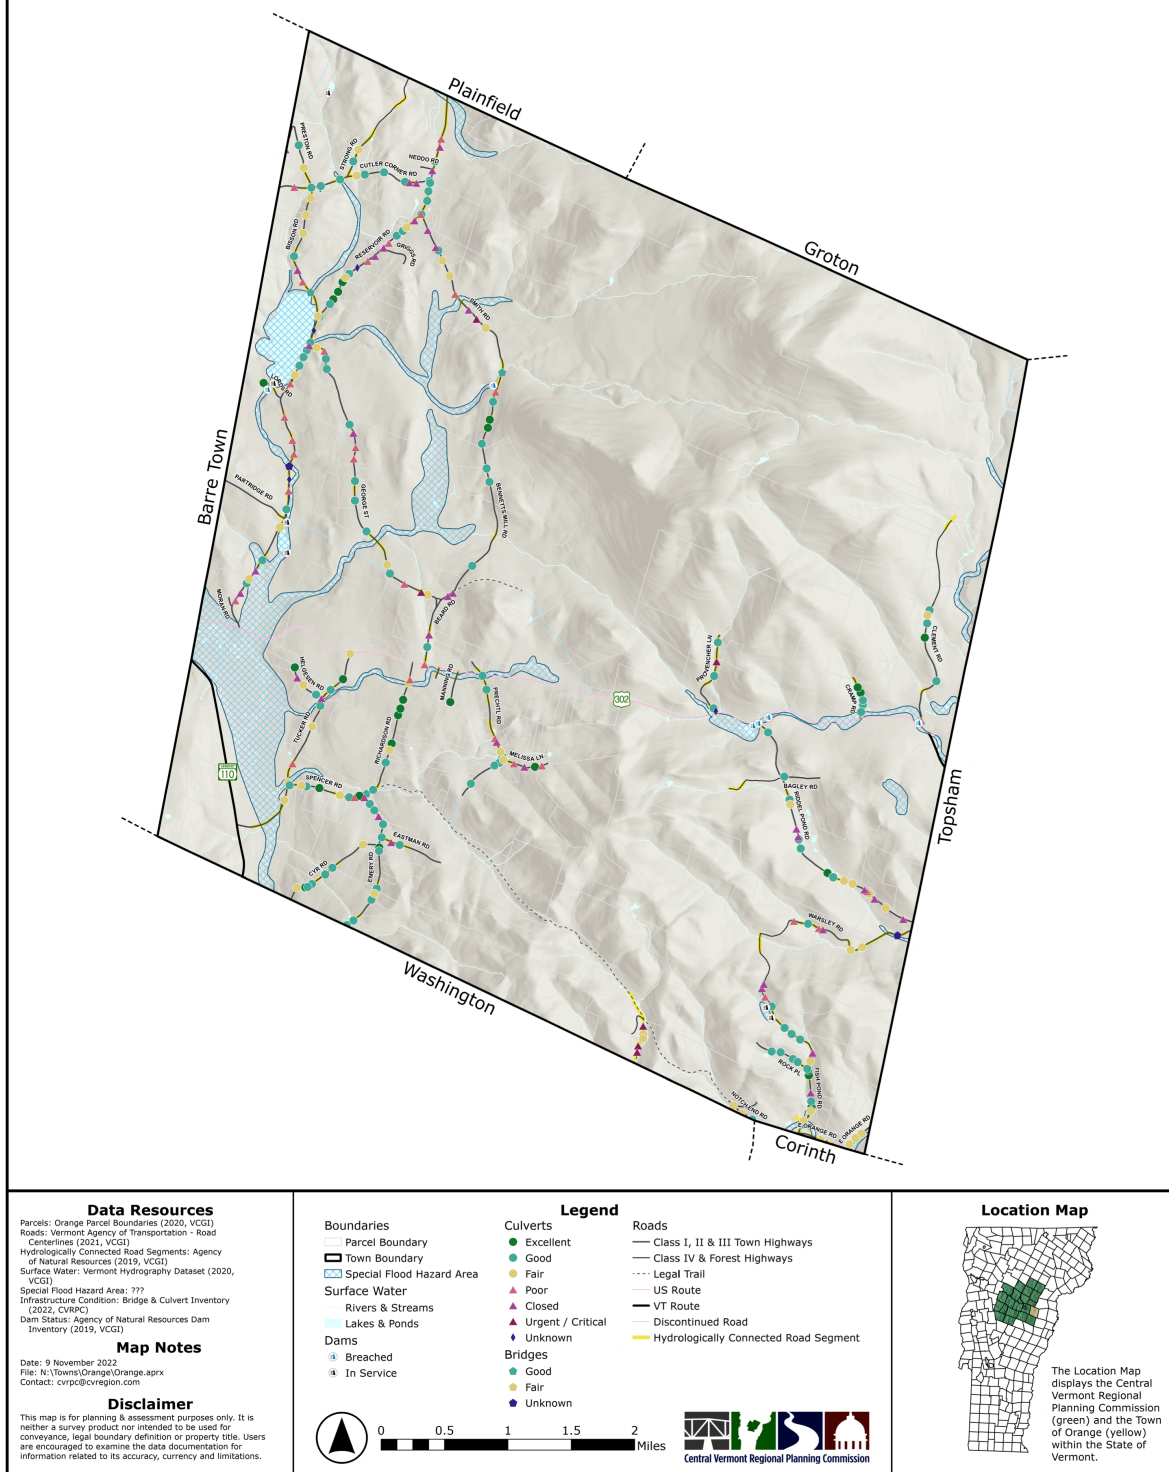 Plainfield
Groton
Barre Town
Topsham
Washington
Corinth
PRESTON RD
STRONG RD
CUTLER CORNER RD
NEDDO RD
BISSON RD
RESERVOIR RD
GRIGGS RD
SMITH RD
LORDS RD
PARTRIDGE RD
GEORGE ST
BENNETTS MILL RD
MORAN RD
BEARD RD
HELGESEN RD
MANNING RD
PRECHTL RD
PROVENCHER LN
CLEMENT RD
CRAMP RD
302
TUCKER RD
RICHARDSON RD
MELISSA LN
VERMONT
110
SPENCER RD
BAGLEY RD
RIDDEL POND RD
EASTMAN RD
CYR RD
EMERY RD
WARSLEY RD
ROCK PL
FISH POND RD
NOTCH END RD
E ORANGE RD
E ORANGE RD
Data Resources
Parcels: Orange Parcel Boundaries (2020, VCGI)
Roads: Vermont Agency of Transportation - Road
Centerlines (2021, VCGI)
Hydrologically Connected Road Segments: Agency
of Natural Resources (2019, VCGI)
Surface Water: Vermont Hydrography Dataset (2020,
VCGI)
Special Flood Hazard Area: ???
Infrastructure Condition: Bridge & Culvert Inventory
(2022, CVRPC)
Dam Status: Agency of Natural Resources Dam
Inventory (2019, VCGI)
Map Notes
Date: 9 November 2022
File: N:\Towns\Orange\Orange.aprx
Contact: cvrpc@cvregion.com
Disclaimer
This map is for planning & assessment purposes only. It is
neither a survey product nor intended to be used for
conveyance, legal boundary definition or property title. Users
are encouraged to examine the data documentation for
information related to its accuracy, currency and limitations.
Legend
Boundaries
Parcel Boundary
Town Boundary
Special Flood Hazard Area
Surface Water
Rivers & Streams
Lakes & Ponds
Dams
Breached
In Service
Culverts
Excellent
Good
Fair
Poor
Closed
Urgent / Critical
Unknown
Bridges
Good
Fair
Unknown
Roads
Class I, II & III Town Highways
Class IV & Forest Highways
Legal Trail
US Route
VT Route
Discontinued Road
Hydrologically Connected Road Segment
0 0.5 1 1.5 2
Miles
Central Vermont Regional Planning Commission
Location Map
The Location Map
displays the Central
Vermont Regional
Planning Commission
(green) and the Town
of Orange (yellow)
within the State of
Vermont.